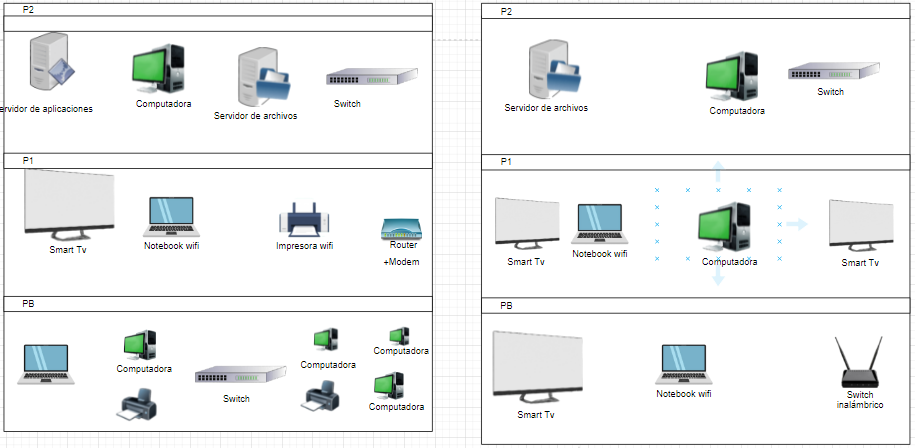 P2
ervidor de aplicaciones
Computadora
Servidor de archivos
Switch
P1
Smart Tv
Notebook wifi
Impresora wifi
Router
+Modem
PB
Computadora
Switch
Computadora
Computadora
Computadora
P2
Servidor de archivos
Computadora
Switch
P1
Smart Tv
Notebook wifi
Computadora
Smart Tv
PB
Smart Tv
Notebook wifi
Switch
inalámbrico